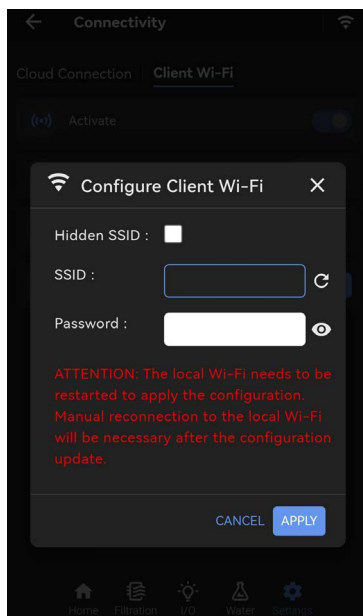 Connectivity
Cloud Connection Client Wi-Fi
Activate
Configure Client Wi-Fi
Hidden SSID :
SSID :
Password :
ATTENTION: The local Wi-Fi needs to be
restarted to apply the configuration.
Manual reconnection to the local Wi-Fi
will be necessary after the configuration
update.
CANCEL APPLY
Home Filtration I/O Water Settings